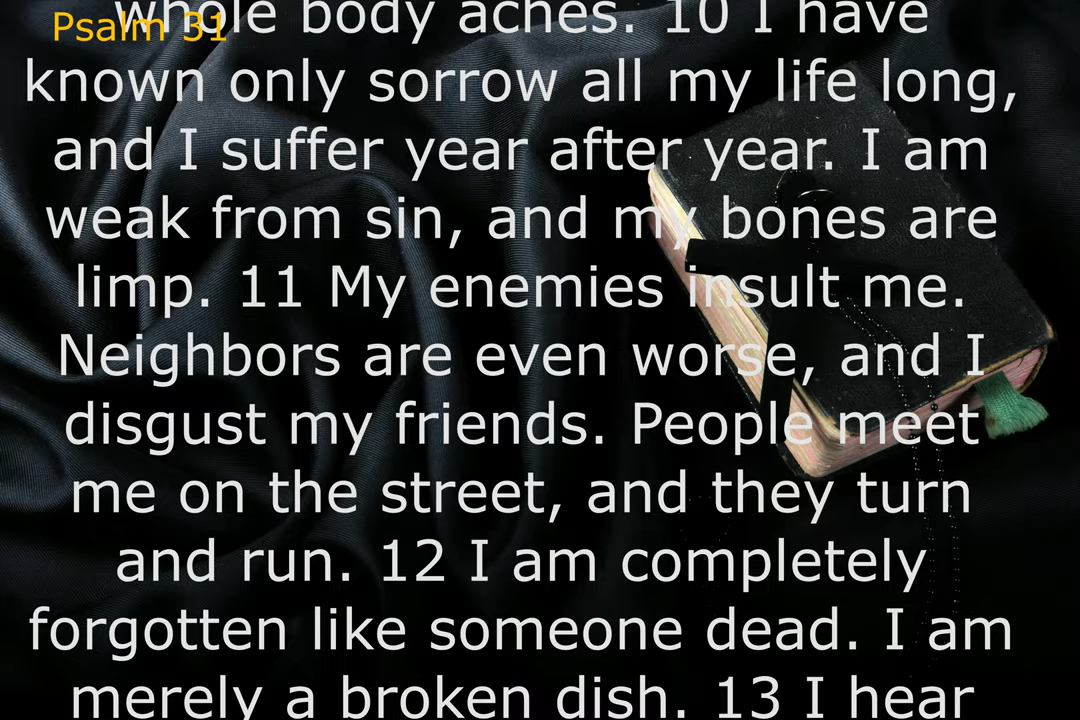 Psalm 31
whole body aches. 10 I have
known only sorrow all my life long,
and I suffer year after year. I am
weak from sin, and my bones are
limp. 11 My enemies insult me.
Neighbors are even worse, and I
disgust my friends. People meet
me on the street, and they turn
and run. 12 I am completely
forgotten like someone dead. I am
merely a broken dish. 13 I hear